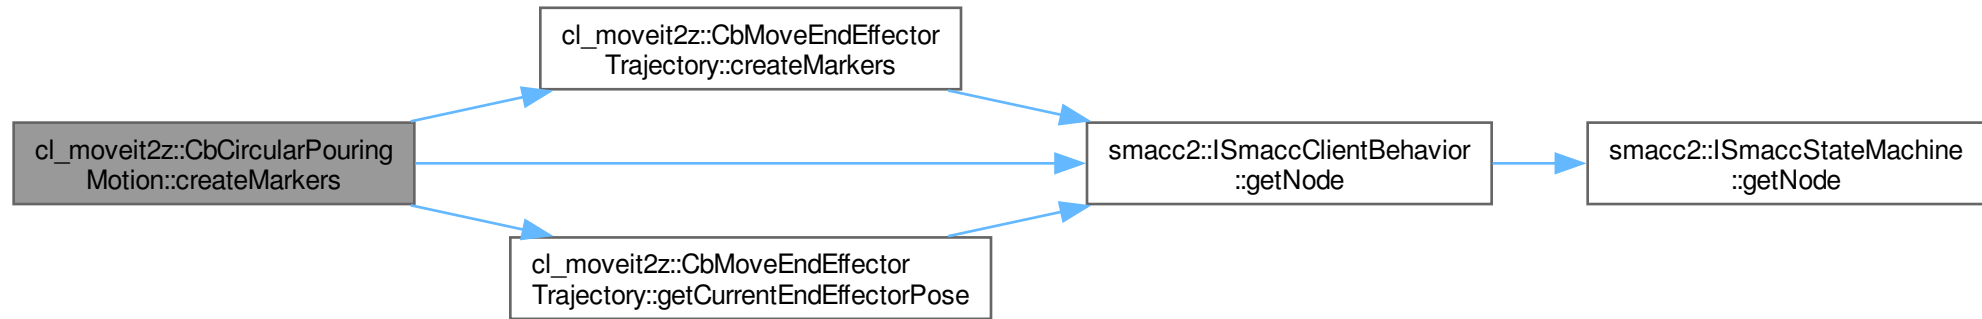 cl_moveit2z::CbMoveEndEffector
Trajectory::createMarkers
cl_moveit2z::CbCircularPouring
Motion::createMarkers
smacc2::ISmaccClientBehavior
::getNode
smacc2::ISmaccStateMachine
::getNode
cl_moveit2z::CbMoveEndEffector
Trajectory::getCurrentEndEffectorPose